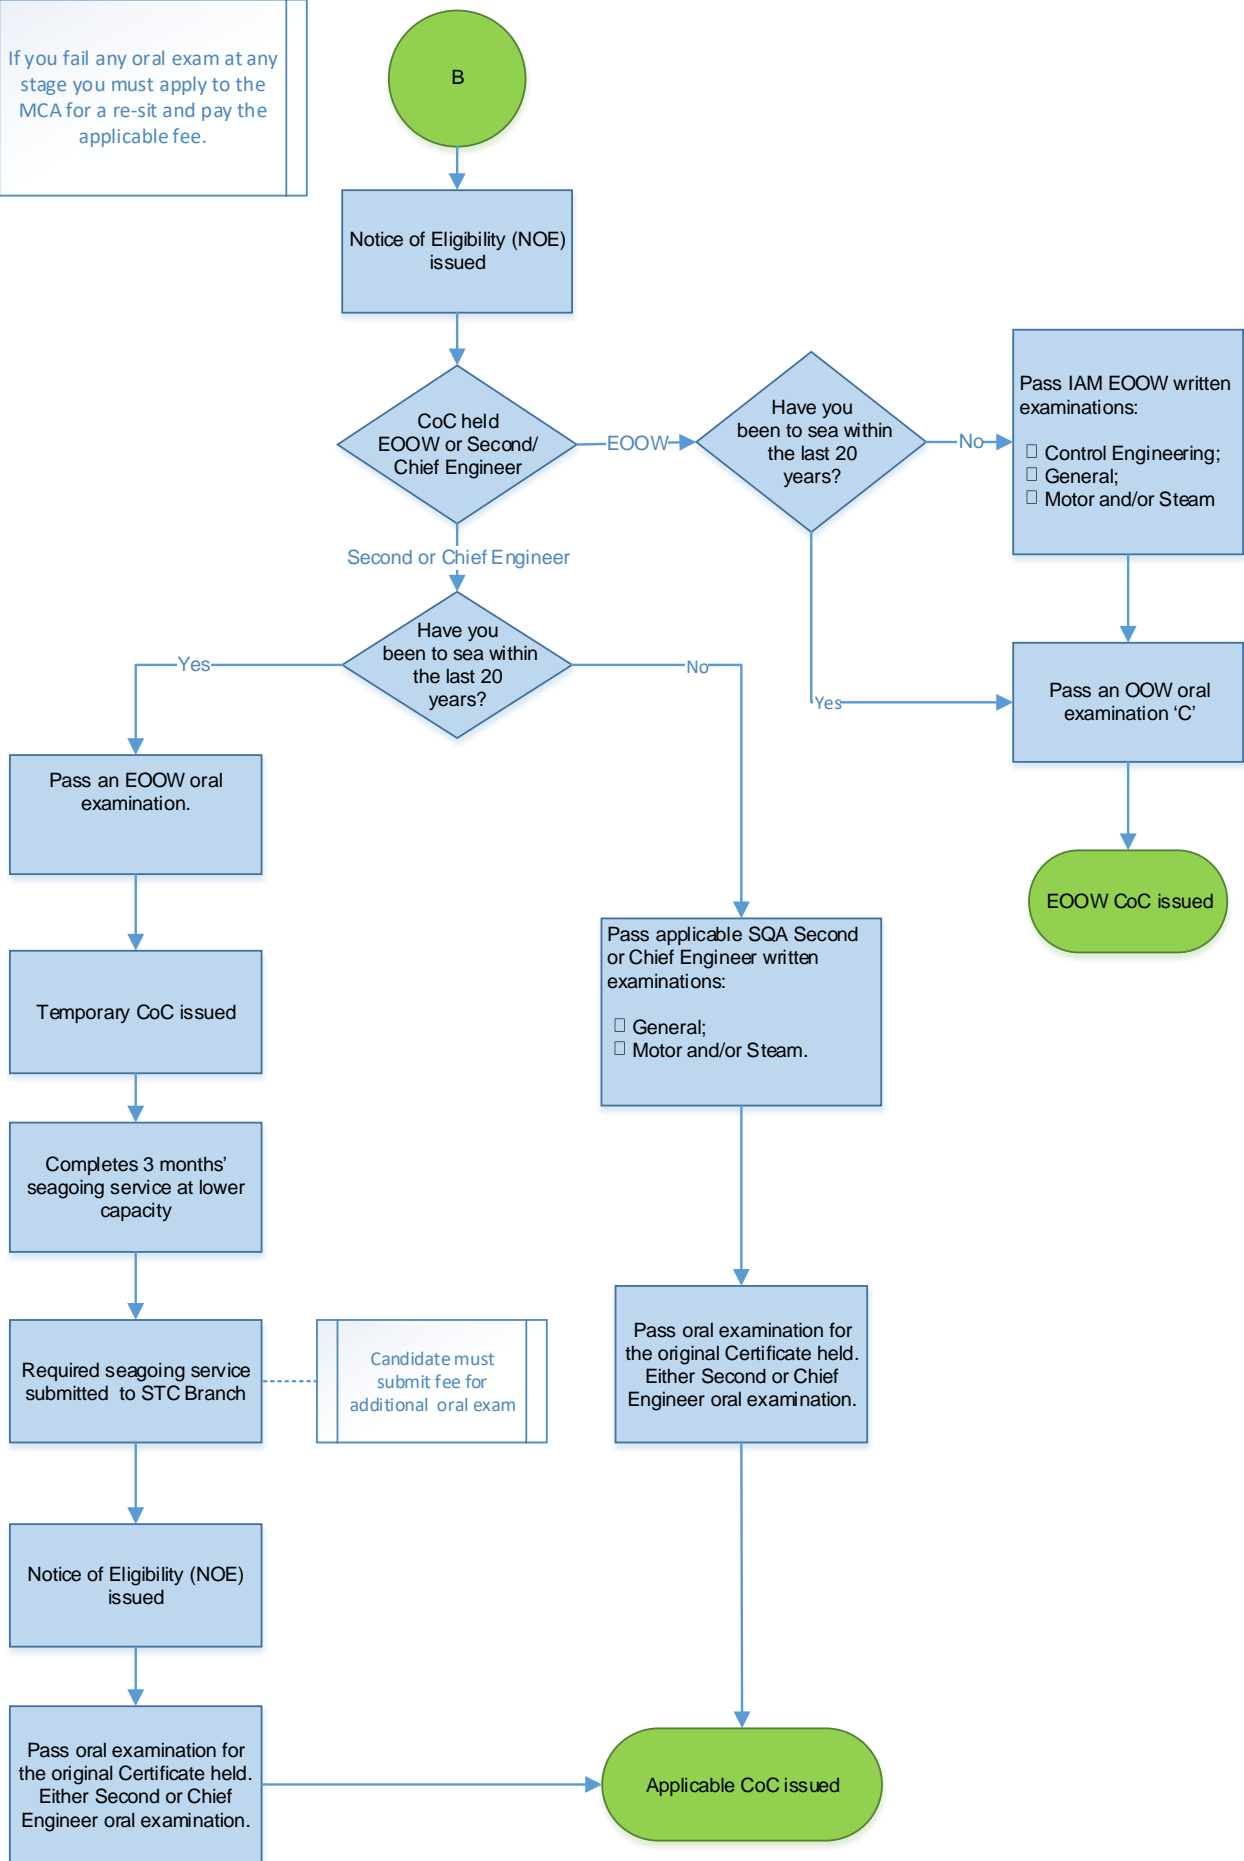 If you fail any oral exam at any
stage you must apply to the
MCA for a re-sit and pay the
applicable fee.
B
Notice of Eligibility (NOE)
issued
CoC held
EOOW or Second/
Chief Engineer
EOOW
Have you
been to sea within
the last 20
years?
No
Pass IAM EOOW written
examinations:
Control Engineering;
General;
Motor and/or Steam
Second or Chief Engineer
Yes
Pass an OOW oral
examination ‘C’
EOOW CoC issued
Have you
been to sea within
the last 20
years?
Yes
No
Pass an EOOW oral
examination.
Temporary CoC issued
Completes 3 months’
seagoing service at lower
capacity
Required seagoing service
submitted to STC Branch
Candidate must
submit fee for
additional oral exam
Notice of Eligibility (NOE)
issued
Pass oral examination for
the original Certificate held.
Either Second or Chief
Engineer oral examination.
Pass applicable SQA Second
or Chief Engineer written
examinations:
General;
Motor and/or Steam.
Pass oral examination for
the original Certificate held.
Either Second or Chief
Engineer oral examination.
Applicable CoC issued